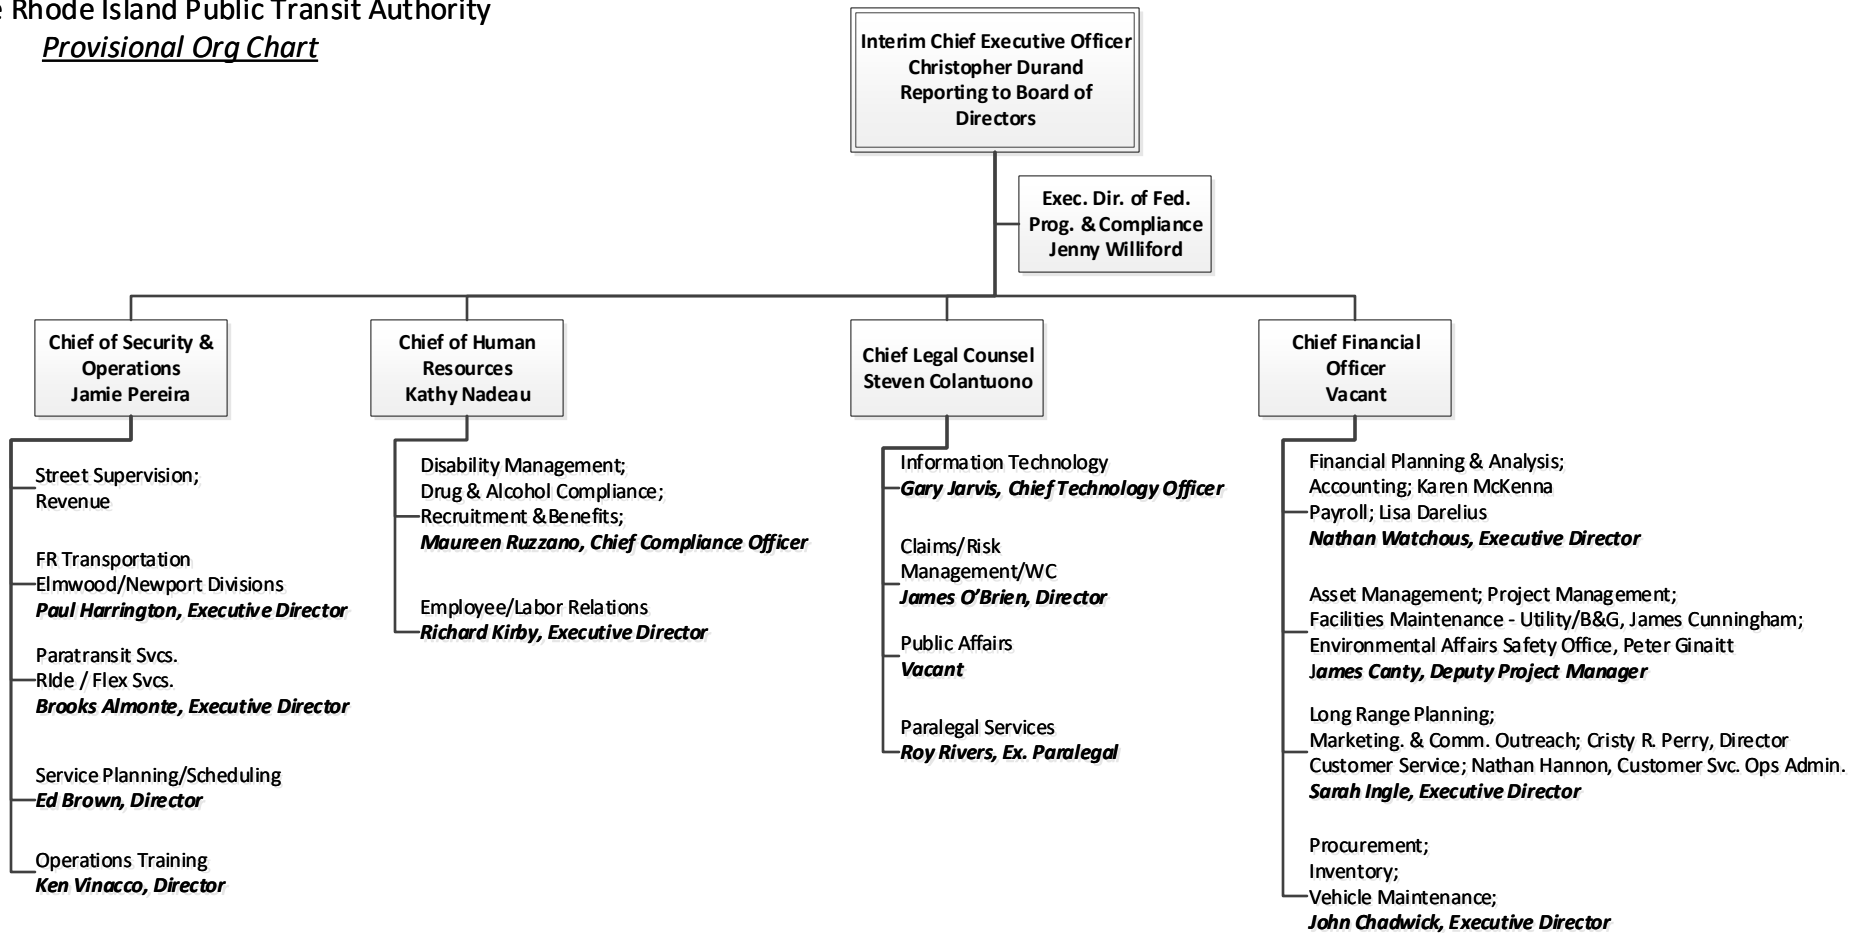 Rhode Island Public Transit Authority
Provisional Org Chart
Interim Chief Executive Officer
Christopher Durand
Reporting to Board of
Directors
Exec. Dir. of Fed.
Prog. & Compliance
Jenny Williford
Chief of Security &
Operations
Jamie Pereira
Street Supervision;
Revenue
FR Transportation
Elmwood/Newport Divisions
Paul Harrington, Executive Director
Paratransit Svcs.
RIde / Flex Svcs.
Brooks Almonte, Executive Director
Service Planning/Scheduling
Ed Brown, Director
Operations Training
Ken Vinacco, Director
Chief of Human
Resources
Kathy Nadeau
Disability Management;
Drug & Alcohol Compliance;
Recruitment &Benefits;
Maureen Ruzzano, Chief Compliance Officer
Employee/Labor Relations
Richard Kirby, Executive Director
Chief Legal Counsel
Steven Colantuono
Information Technology
Gary Jarvis, Chief Technology Officer
Claims/Risk
Management/WC
James O'Brien, Director
Public Affairs
Vacant
Paralegal Services
Roy Rivers, Ex. Paralegal
Chief Financial
Officer
Vacant
Financial Planning & Analysis;
Accounting; Karen McKenna
Payroll; Lisa Darelius
Nathan Watchous, Executive Director
Asset Management; Project Management;
Facilities Maintenance - Utility/B&G, James Cunningham;
Environmental Affairs Safety Office, Peter Ginaitt
James Canty, Deputy Project Manager
Long Range Planning;
Marketing. & Comm. Outreach; Cristy R. Perry, Director
Customer Service; Nathan Hannon, Customer Svc. Ops Admin.
Sarah Ingle, Executive Director
Procurement;
Inventory;
Vehicle Maintenance;
John Chadwick, Executive Director